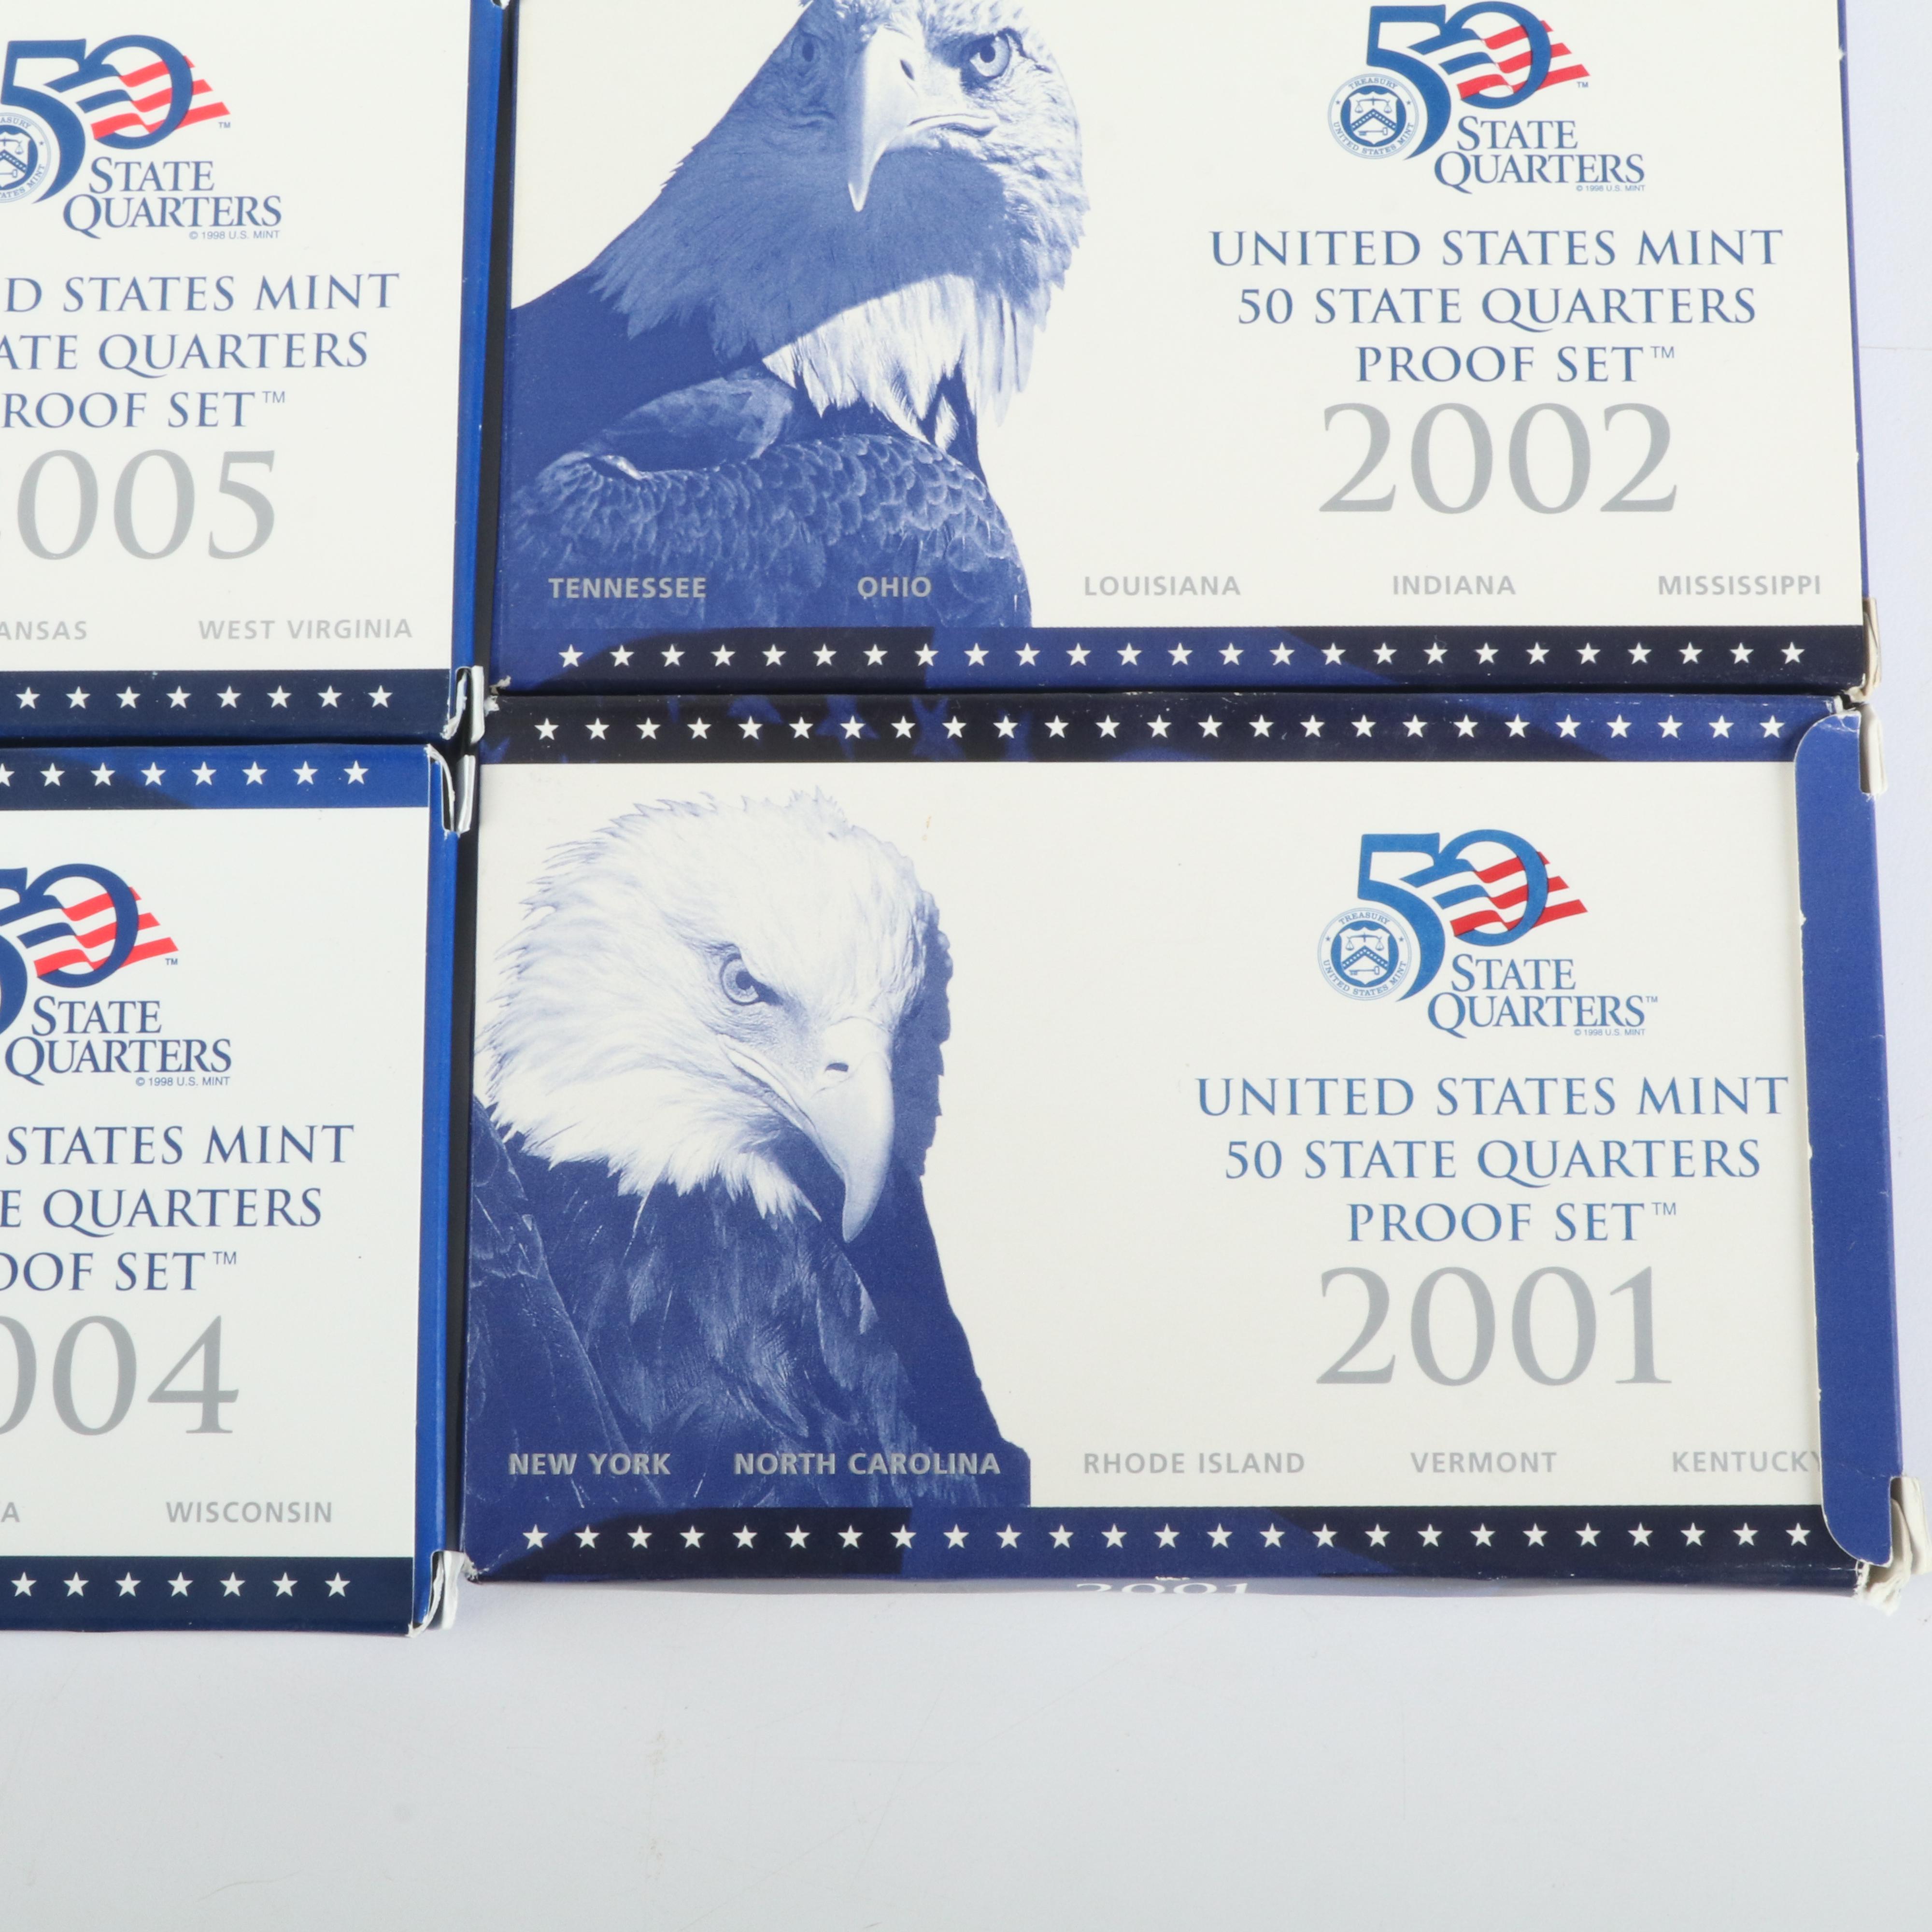 50
TM
STATE
QUARTERS
© 1998 U.S. MINT
D STATES MINT
ATE QUARTERS
ROOF SET™
005
ANSAS WEST VIRGINIA
50
TM
TREASURY
UNITED STATES MINT
STATE
QUARTERS
© 1998 U.S. MINT
UNITED STATES MINT
50 STATE QUARTERS
PROOF SET™
2002
TENNESSEE OHIO LOUISIANA INDIANA MISSISSIPPI
50
TM
STATE
QUARTERS
© 1998 U.S. MINT
STATES MINT
E QUARTERS
OOF SET™
004
A WISCONSIN
50
TREASURY
UNITED STATES MINT
STATE
QUARTERS™
© 1998 U.S. MINT
UNITED STATES MINT
50 STATE QUARTERS
PROOF SET™
2001
NEW YORK NORTH CAROLINA RHODE ISLAND VERMONT KENTUCKY
2001